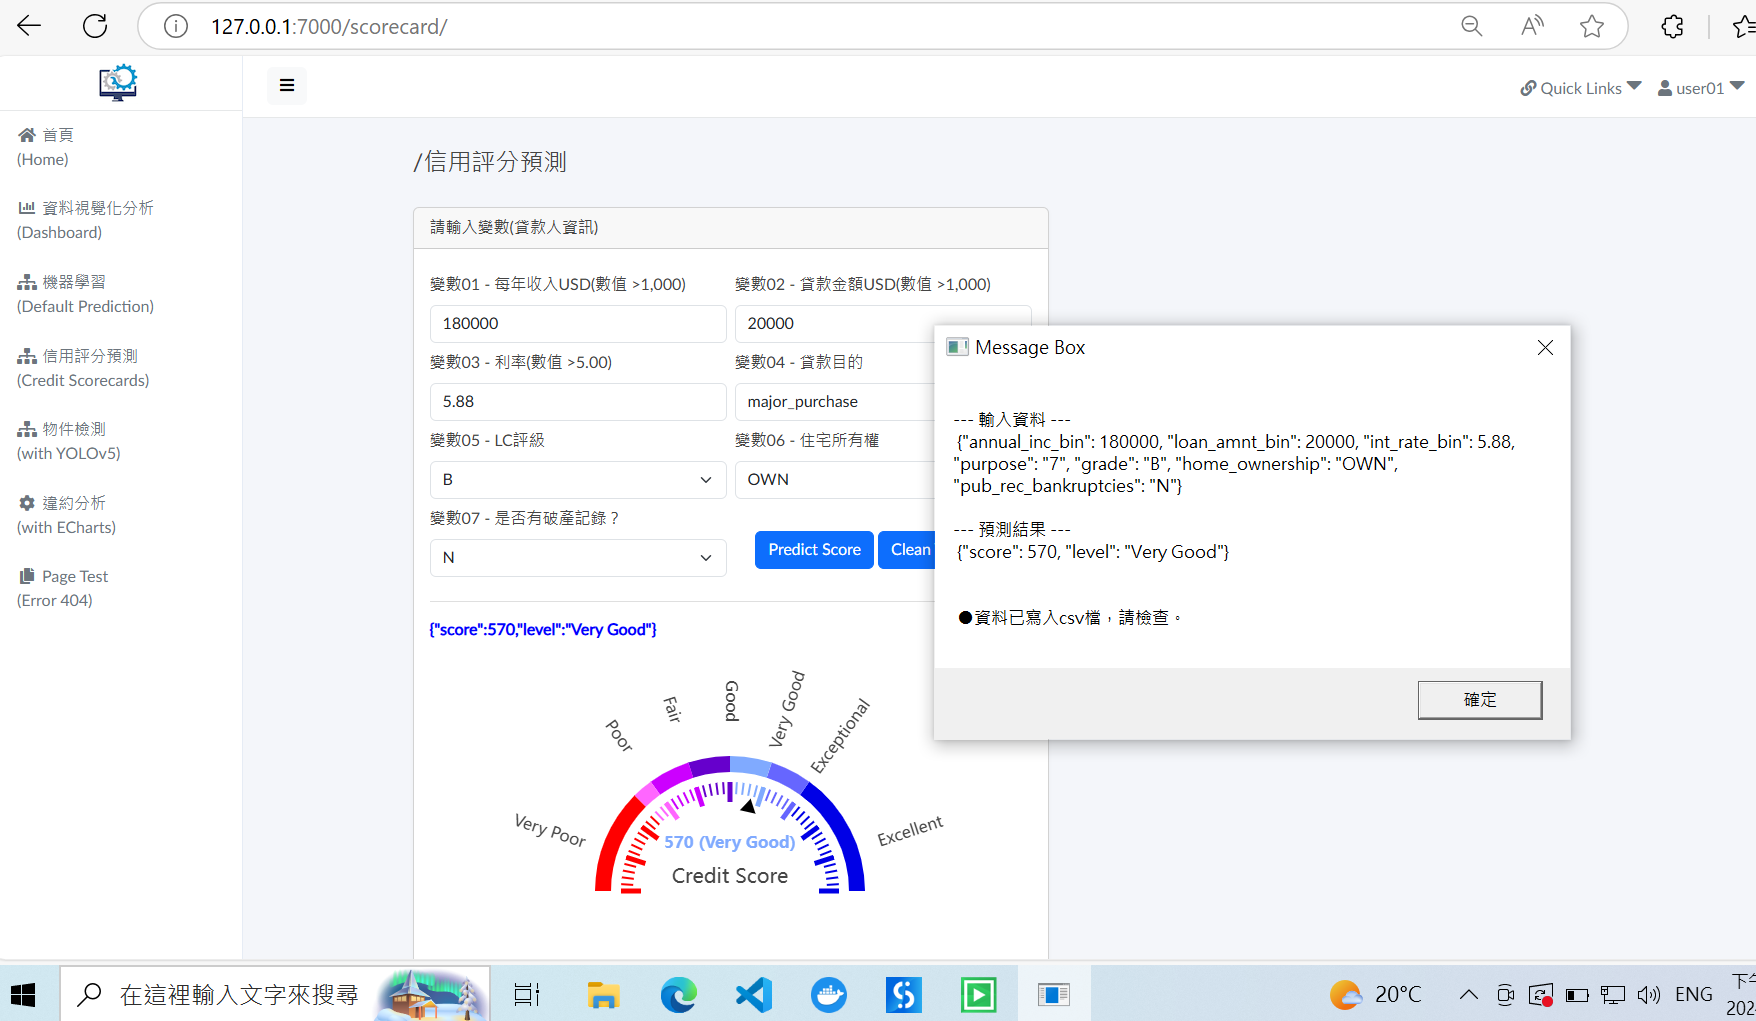 127.0.0.1:7000/scorecard/
Quick Links
user01
首頁
(Home)
資料視覺化分析
(Dashboard)
機器學習
(Default Prediction)
信用評分預測
(Credit Scorecards)
物件檢測
(with YOLOv5)
違約分析
(with ECharts)
Page Test
(Error 404)
/信用評分預測
請輸入變數(貸款人資訊)
變數01 - 每年收入USD(數值 >1,000)
變數02 - 貸款金額USD(數值 >1,000)
180000
20000
變數03 - 利率(數值 >5.00)
變數04 - 貸款目的
5.88
major_purchase
變數05 - LC評級
變數06 - 住宅所有權
B
OWN
變數07 - 是否有破產記錄？
N
Predict Score
Clean
{"score":570,"level":"Very Good"}
Very Poor
Poor
Fair
Good
Very Good
Exceptional
Excellent
570 (Very Good)
Credit Score
Message Box
--- 輸入資料 ---
{"annual_inc_bin": 180000, "loan_amnt_bin": 20000, "int_rate_bin": 5.88,
"purpose": "7", "grade": "B", "home_ownership": "OWN",
"pub_rec_bankruptcies": "N"}
--- 預測結果 ---
{"score": 570, "level": "Very Good"}
●資料已寫入csv檔，請檢查。
確定
在這裡輸入文字來搜尋
20°C
ENG